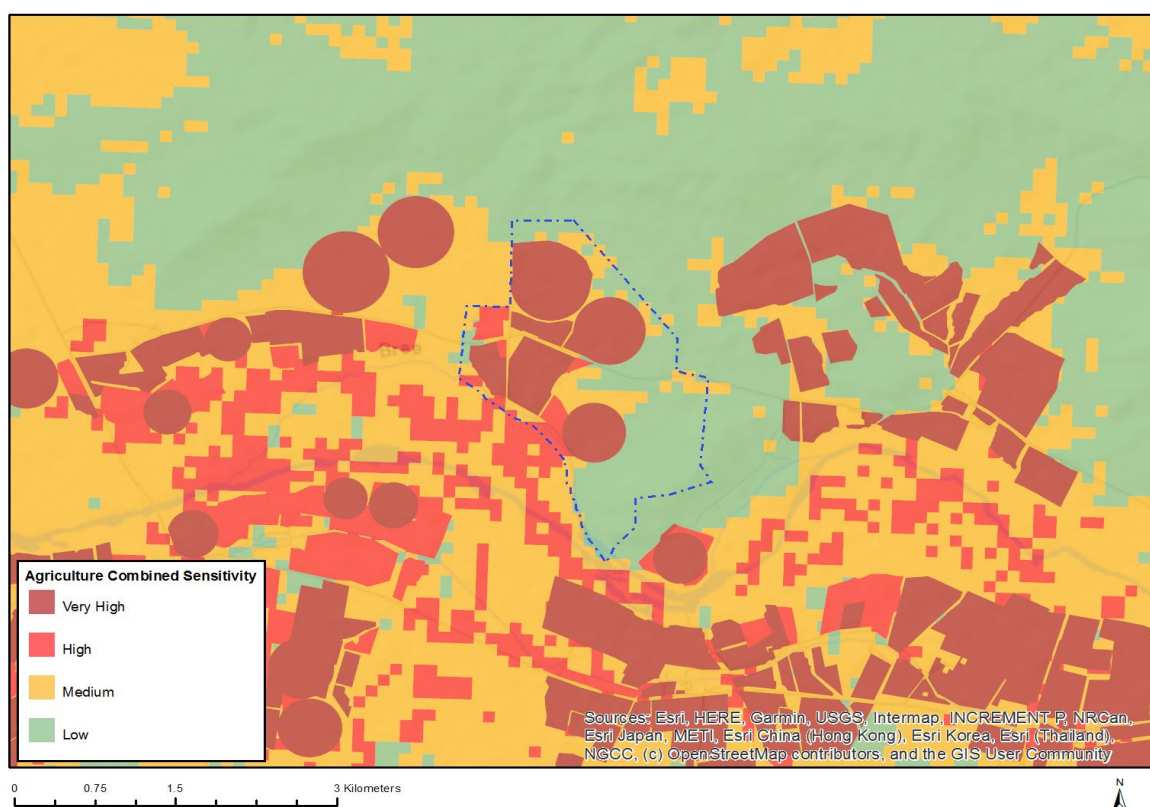 Bree
Agriculture Combined Sensitivity
Very High
High
Medium
Low
Sources: Esri, HERE, Garmin, USGS, Intermap, INCREMENT P, NRCan,
Esri Japan, METI, Esri China (Hong Kong), Esri Korea, Esri (Thailand),
NGCC, (c) OpenStreetMap contributors, and the GIS User Community
0 0.75 1.5 3 Kilometers
N